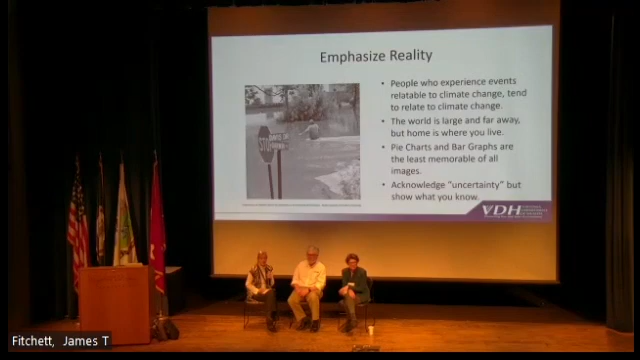 Emphasize Reality
• People who experience events
relatable to climate change, tend
to relate to climate change.
• The world is large and far away,
but home is where you live.
• Pie Charts and Bar Graphs are
the least memorable of all
images.
• Acknowledge "uncertainty" but
show what you know.
STOP
VDH
Fitchett, James T